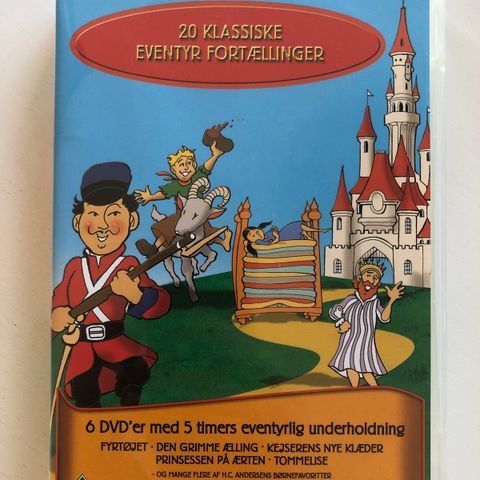 20 KLASSISKE
EVENTYR FORTÆLLINGER
6 DVD'er med 5 timers eventyrlig underholdning
FYRTØJET · DEN GRIMME ÆLLING · KEJSERENS NYE KLÆDER
PRINSESSEN PÅ ÆRTEN · TOMMELISE
- OG MANGE FLERE AF H.C. ANDERSENS BØRNEFAVORITTER